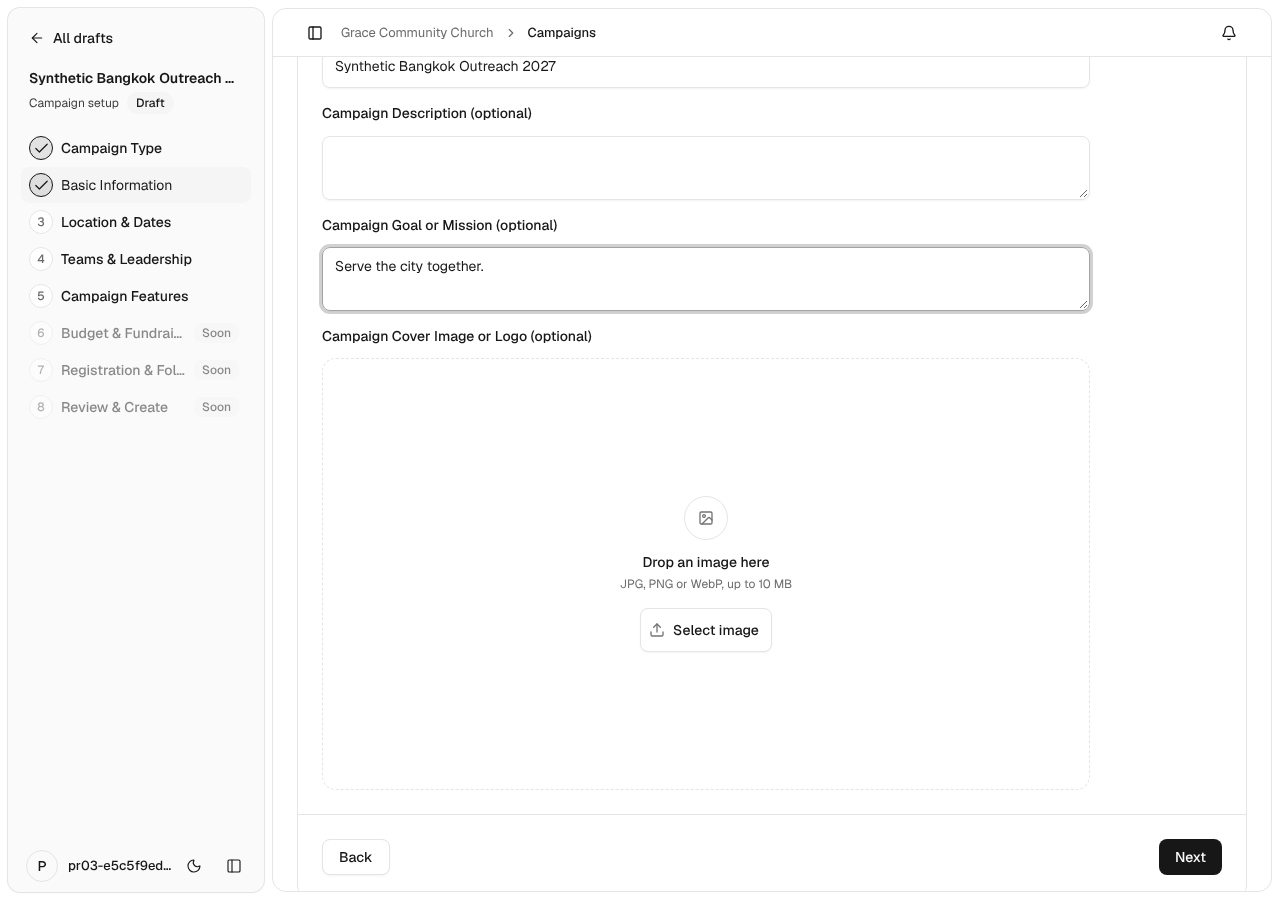 All drafts
Synthetic Bangkok Outreach ...
Campaign setup Draft
Campaign Type
Basic Information
3 Location & Dates
4 Teams & Leadership
5 Campaign Features
6 Budget & Fundrai... Soon
7 Registration & Fol... Soon
8 Review & Create Soon
P pr03-e5c5f9ed...
Grace Community Church Campaigns
Synthetic Bangkok Outreach 2027
Campaign Description (optional)
Campaign Goal or Mission (optional)
Serve the city together.
Campaign Cover Image or Logo (optional)
Drop an image here
JPG, PNG or WebP, up to 10 MB
Select image
Back Next